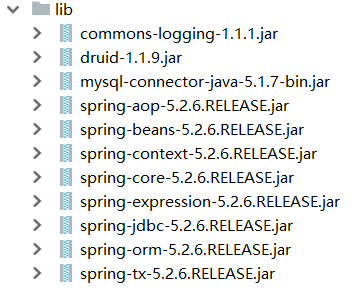 lib
commons-logging-1.1.1.jar
druid-1.1.9.jar
mysql-connector-java-5.1.7-bin.jar
spring-aop-5.2.6.RELEASE.jar
spring-beans-5.2.6.RELEASE.jar
spring-context-5.2.6.RELEASE.jar
spring-core-5.2.6.RELEASE.jar
spring-expression-5.2.6.RELEASE.jar
spring-jdbc-5.2.6.RELEASE.jar
spring-orm-5.2.6.RELEASE.jar
spring-tx-5.2.6.RELEASE.jar